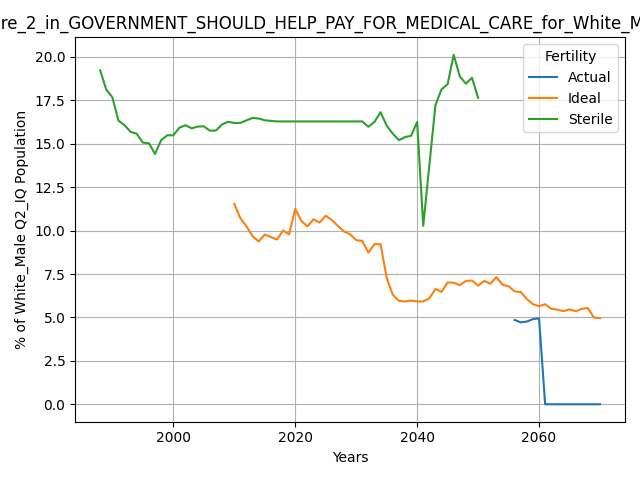 re_2_in_GOVERNMENT_SHOULD_HELP_PAY_FOR_MEDICAL_CARE_for_White_M
Fertility
Actual
Ideal
Sterile
% of White_Male Q2_IQ Population
20.0
17.5
15.0
12.5
10.0
7.5
5.0
2.5
0.0
2000
2020
2040
2060
Years